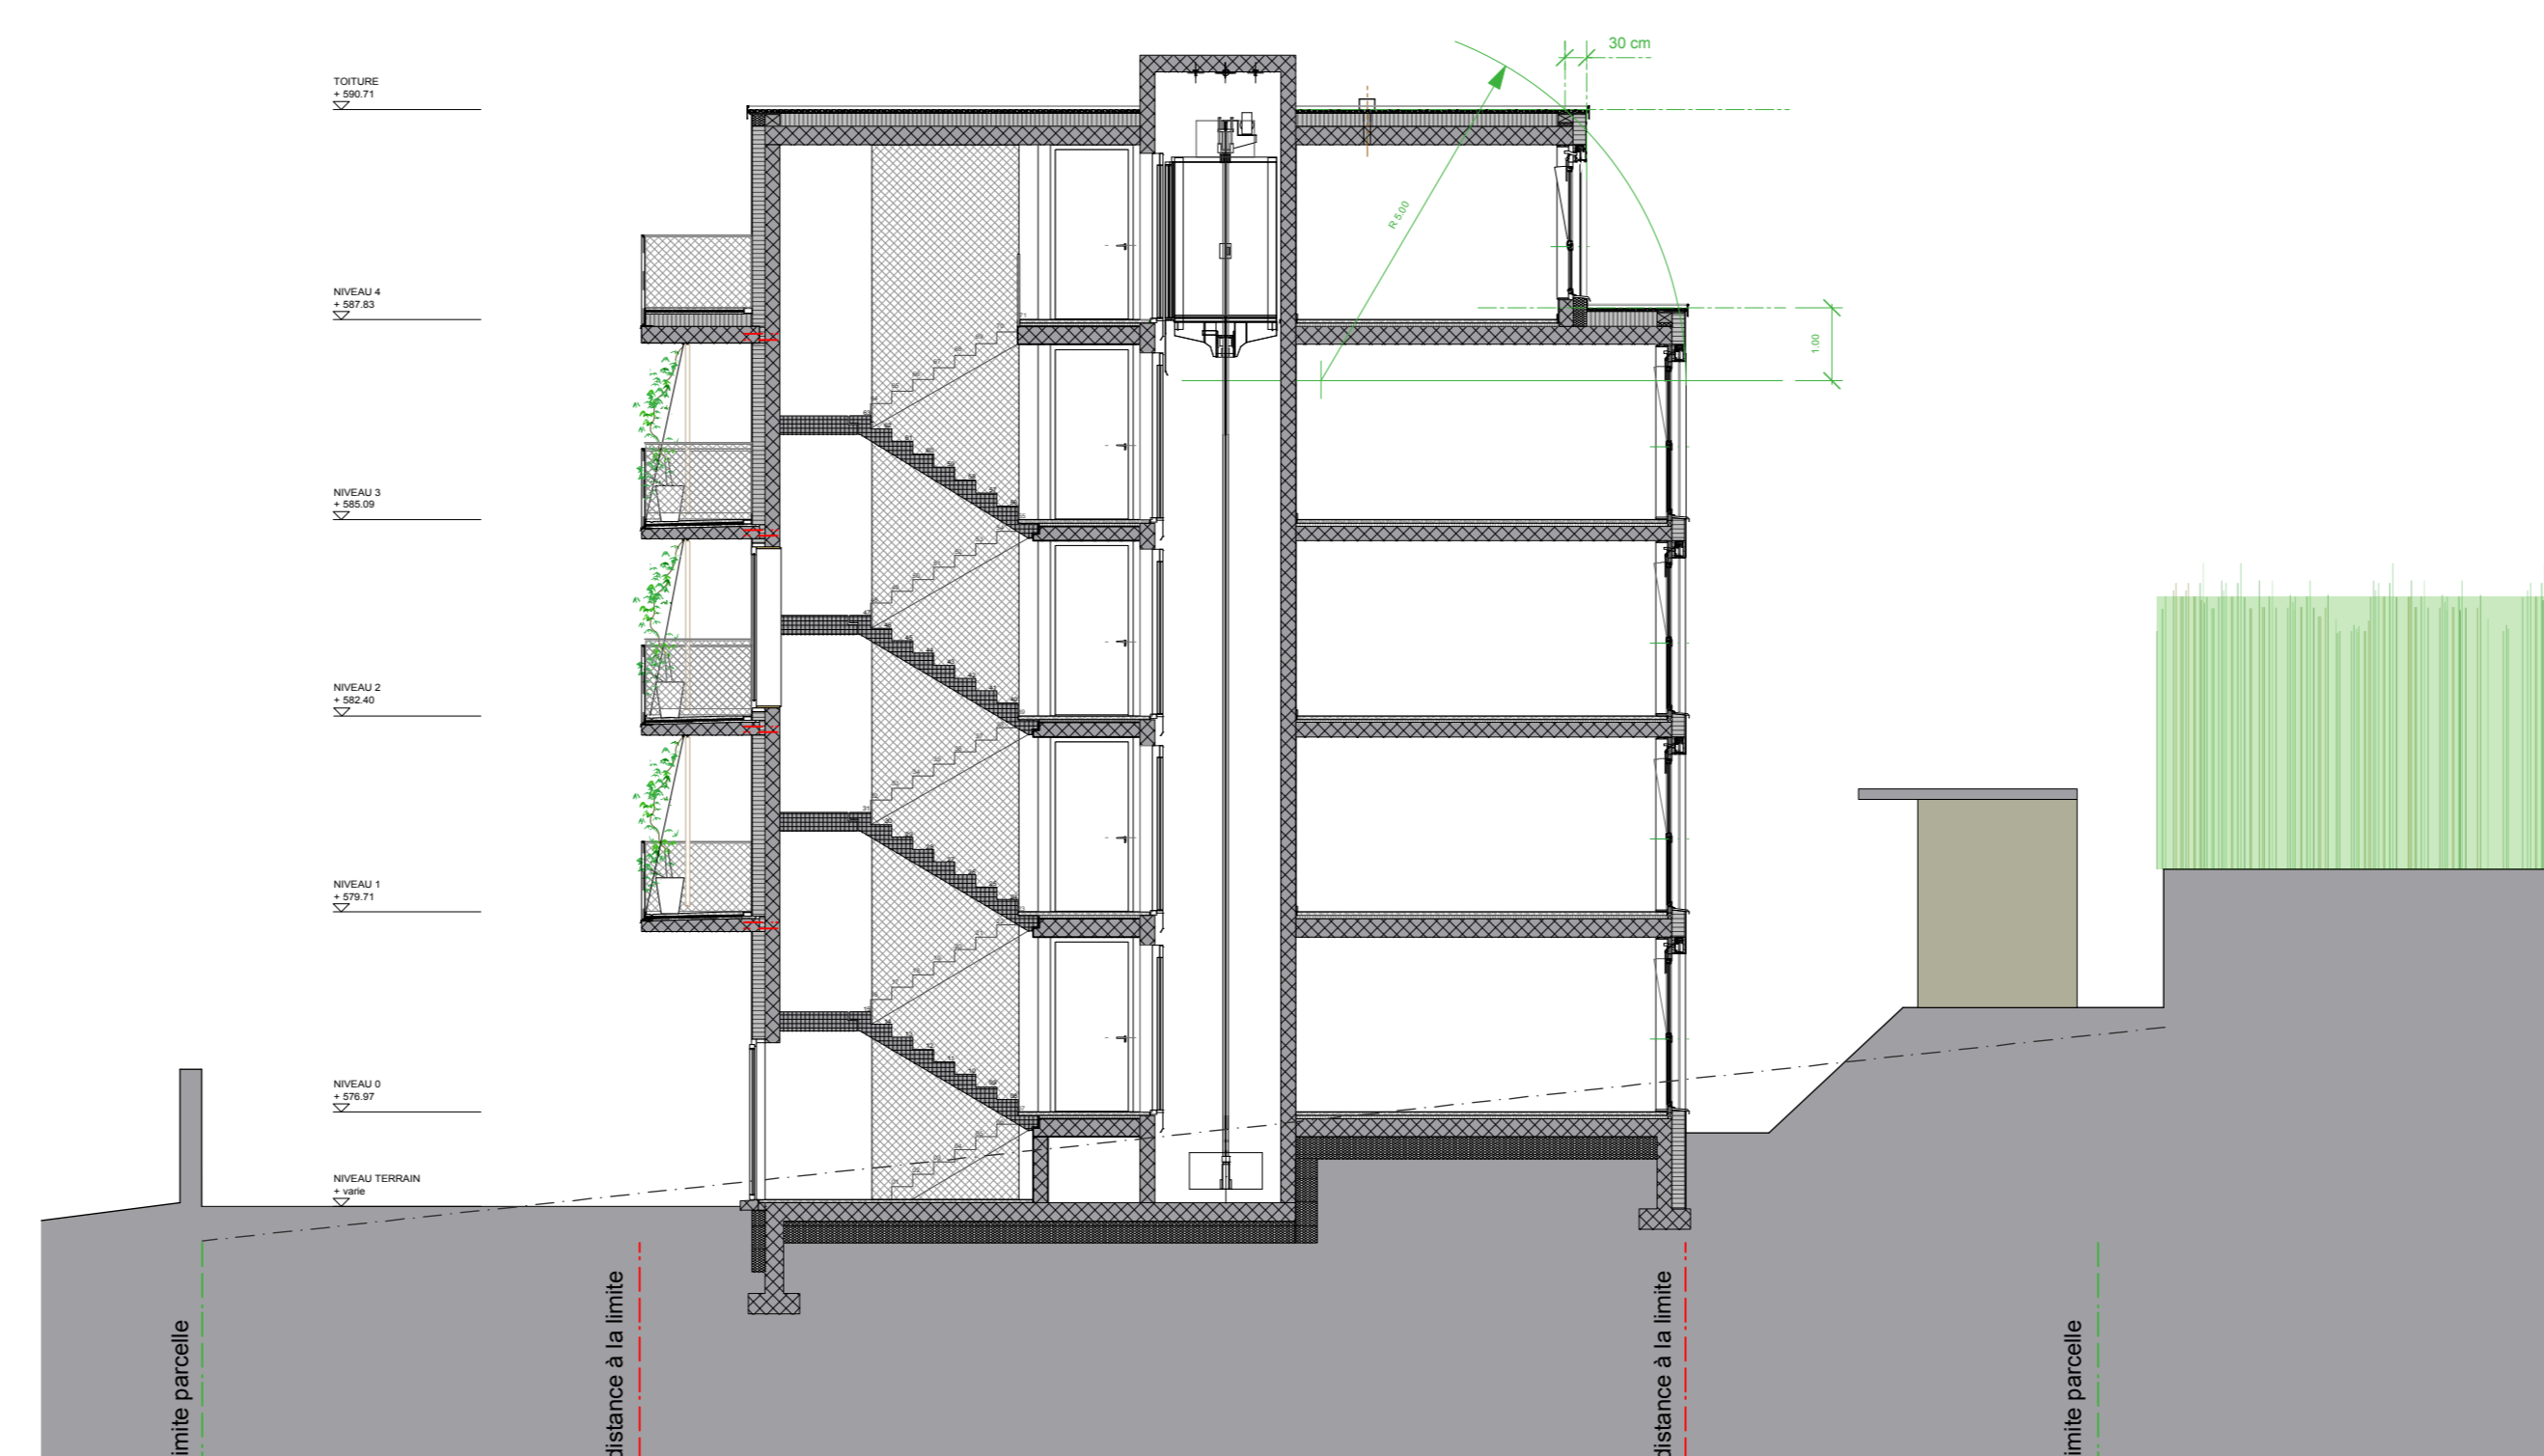 30 cm
TOITURE
+ 590.71
R 5.00
NIVEAU 4
+ 587.83
1.00
NIVEAU 3
+ 585.09
NIVEAU 2
+ 582.40
NIVEAU 1
+ 579.71
NIVEAU 0
+ 576.97
NIVEAU TERRAIN
+ varie
imite parcelle
distance à la limite
distance à la limite
imite parcelle